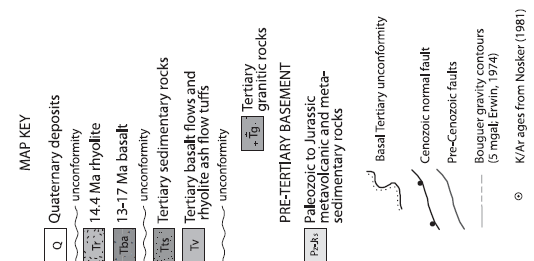 MAP KEY
Q Quaternary deposits
unconformity
Tr 14.4 Ma rhyolite
Tba 13-17 Ma basalt
unconformity
Tts Tertiary sedimentary rocks
Tv Tertiary basalt flows and
rhyolite ash flow tuffs
unconformity
Tg Tertiary
granitic rocks
PRE-TERTIARY BASEMENT
Paleozoic to Jurassic
metavolcanic and meta-
sedimentary rocks
Basal Tertiary unconformity
Cenozoic normal fault
Pre-Cenozoic faults
Bouguer gravity contours
(5 mgal; Erwin, 1974)
K/Ar ages from Nosker (1981)